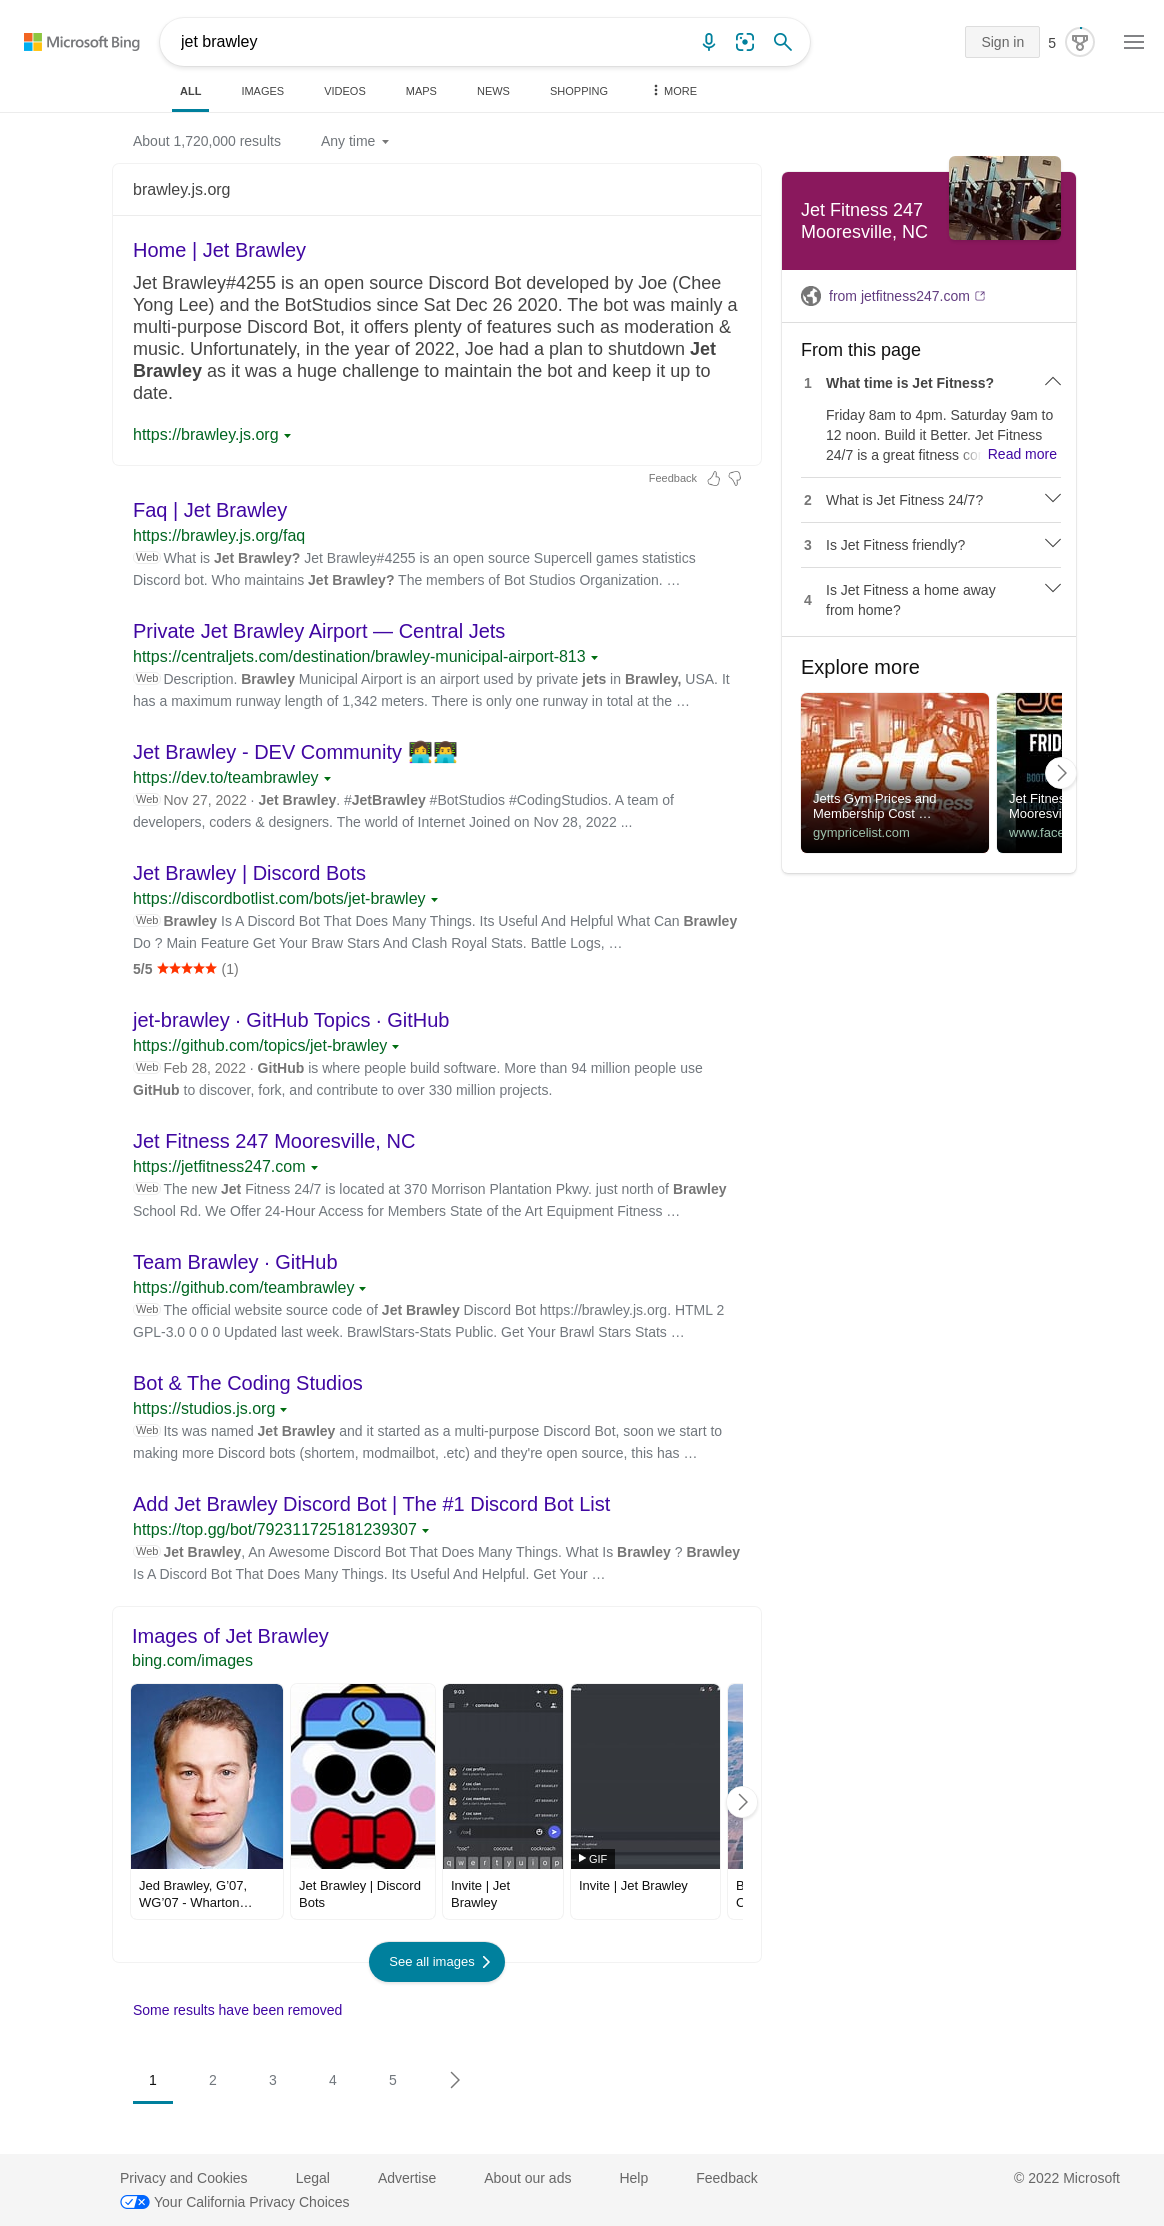 Microsoft Bing
jet brawley
Sign in
5
ALL
IMAGES
VIDEOS
MAPS
NEWS
SHOPPING
MORE
About 1,720,000 results
Any time
brawley.js.org
Home | Jet Brawley
Jet Brawley#4255 is an open source Discord Bot developed by Joe (Chee
Yong Lee) and the BotStudios since Sat Dec 26 2020. The bot was mainly a
multi-purpose Discord Bot, it offers plenty of features such as moderation &
music. Unfortunately, in the year of 2022, Joe had a plan to shutdown Jet
Brawley as it was a huge challenge to maintain the bot and keep it up to
date.
https://brawley.js.org
Feedback
Faq | Jet Brawley
https://brawley.js.org/faq
Web What is Jet Brawley? Jet Brawley#4255 is an open source Supercell games statistics
Discord bot. Who maintains Jet Brawley? The members of Bot Studios Organization. …
Private Jet Brawley Airport — Central Jets
https://centraljets.com/destination/brawley-municipal-airport-813
Web Description. Brawley Municipal Airport is an airport used by private jets in Brawley, USA. It
has a maximum runway length of 1,342 meters. There is only one runway in total at the …
Jet Brawley - DEV Community 👩‍💻👨‍💻
https://dev.to/teambrawley
Web Nov 27, 2022 · Jet Brawley. #JetBrawley #BotStudios #CodingStudios. A team of
developers, coders & designers. The world of Internet Joined on Nov 28, 2022 ...
Jet Brawley | Discord Bots
https://discordbotlist.com/bots/jet-brawley
Web Brawley Is A Discord Bot That Does Many Things. Its Useful And Helpful What Can Brawley
Do ? Main Feature Get Your Braw Stars And Clash Royal Stats. Battle Logs, …
5/5 ★★★★★ (1)
jet-brawley · GitHub Topics · GitHub
https://github.com/topics/jet-brawley
Web Feb 28, 2022 · GitHub is where people build software. More than 94 million people use
GitHub to discover, fork, and contribute to over 330 million projects.
Jet Fitness 247 Mooresville, NC
https://jetfitness247.com
Web The new Jet Fitness 24/7 is located at 370 Morrison Plantation Pkwy. just north of Brawley
School Rd. We Offer 24-Hour Access for Members State of the Art Equipment Fitness …
Team Brawley · GitHub
https://github.com/teambrawley
Web The official website source code of Jet Brawley Discord Bot https://brawley.js.org. HTML 2
GPL-3.0 0 0 0 Updated last week. BrawlStars-Stats Public. Get Your Brawl Stars Stats …
Bot & The Coding Studios
https://studios.js.org
Web Its was named Jet Brawley and it started as a multi-purpose Discord Bot, soon we start to
making more Discord bots (shortem, modmailbot, .etc) and they're open source, this has …
Add Jet Brawley Discord Bot | The #1 Discord Bot List
https://top.gg/bot/792311725181239307
Web Jet Brawley, An Awesome Discord Bot That Does Many Things. What Is Brawley ? Brawley
Is A Discord Bot That Does Many Things. Its Useful And Helpful. Get Your …
Images of Jet Brawley
bing.com/images
9:03
commands
/ coc profile
/ coc clan
/ coc members
/ coc save
JET BRAWLEY
JET BRAWLEY
JET BRAWLEY
JET BRAWLEY
/coc
"coc" coconut cockroach
q w e r t y u i o p
GIF
Jed Brawley, G'07,
WG'07 - Wharton…
Jet Brawley | Discord
Bots
Invite | Jet
Brawley
Invite | Jet Brawley
See all images
Some results have been removed
1
2
3
4
5
Jet Fitness 247
Mooresville, NC
from jetfitness247.com
From this page
1 What time is Jet Fitness?
Friday 8am to 4pm. Saturday 9am to
12 noon. Build it Better. Jet Fitness
24/7 is a great fitness co Read more
2 What is Jet Fitness 24/7?
3 Is Jet Fitness friendly?
4 Is Jet Fitness a home away
from home?
Explore more
jetts
24 hour fitness
Jetts Gym Prices and
Membership Cost …
gympricelist.com
FRID
Jet Fitnes
Mooresvi
www.face
Privacy and Cookies
Legal
Advertise
About our ads
Help
Feedback
© 2022 Microsoft
Your California Privacy Choices